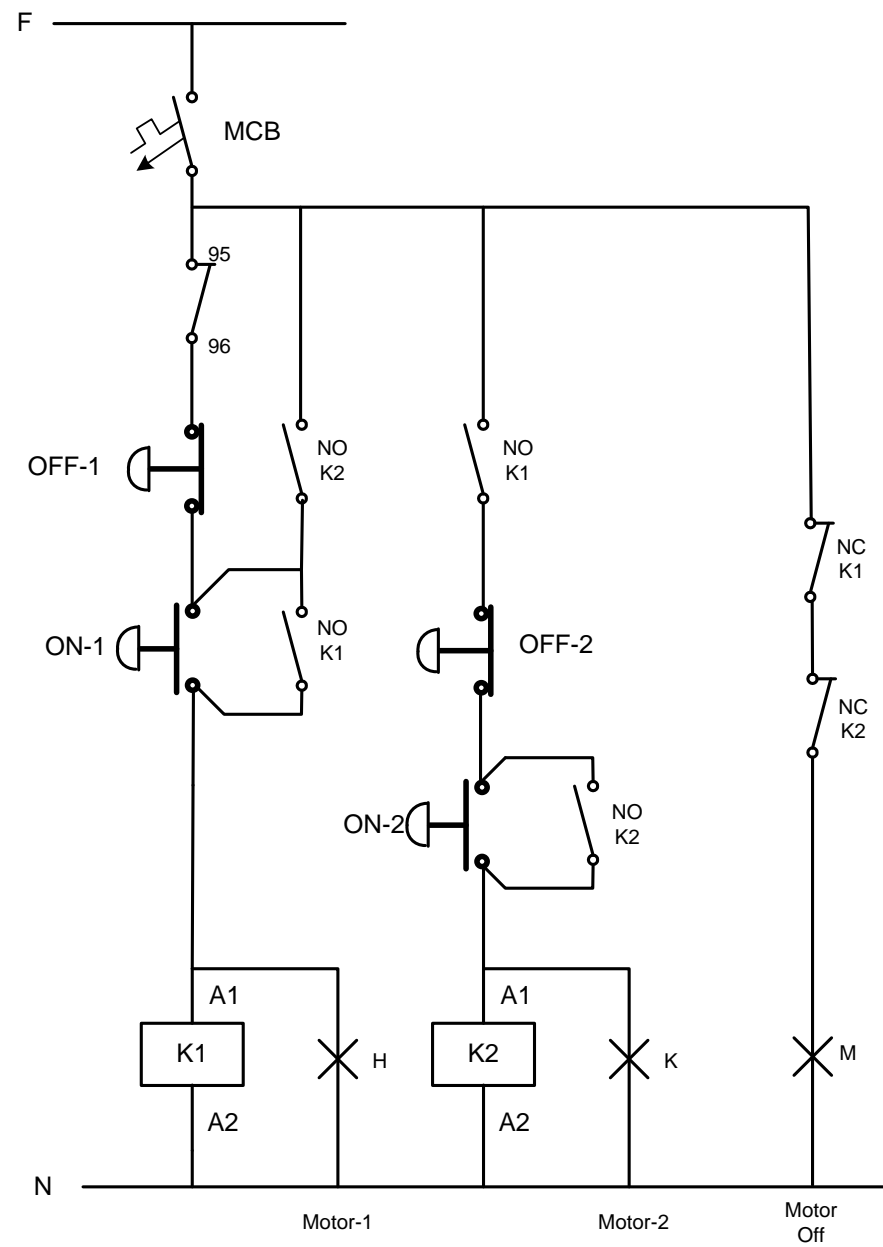 F
MCB
95
96
OFF-1
NO
K2
NO
K1
ON-1
NO
K1
OFF-2
NC
K1
NC
K2
ON-2
NO
K2
A1
K1
A2
H
A1
K2
A2
K
M
N
Motor-1
Motor-2
Motor
Off